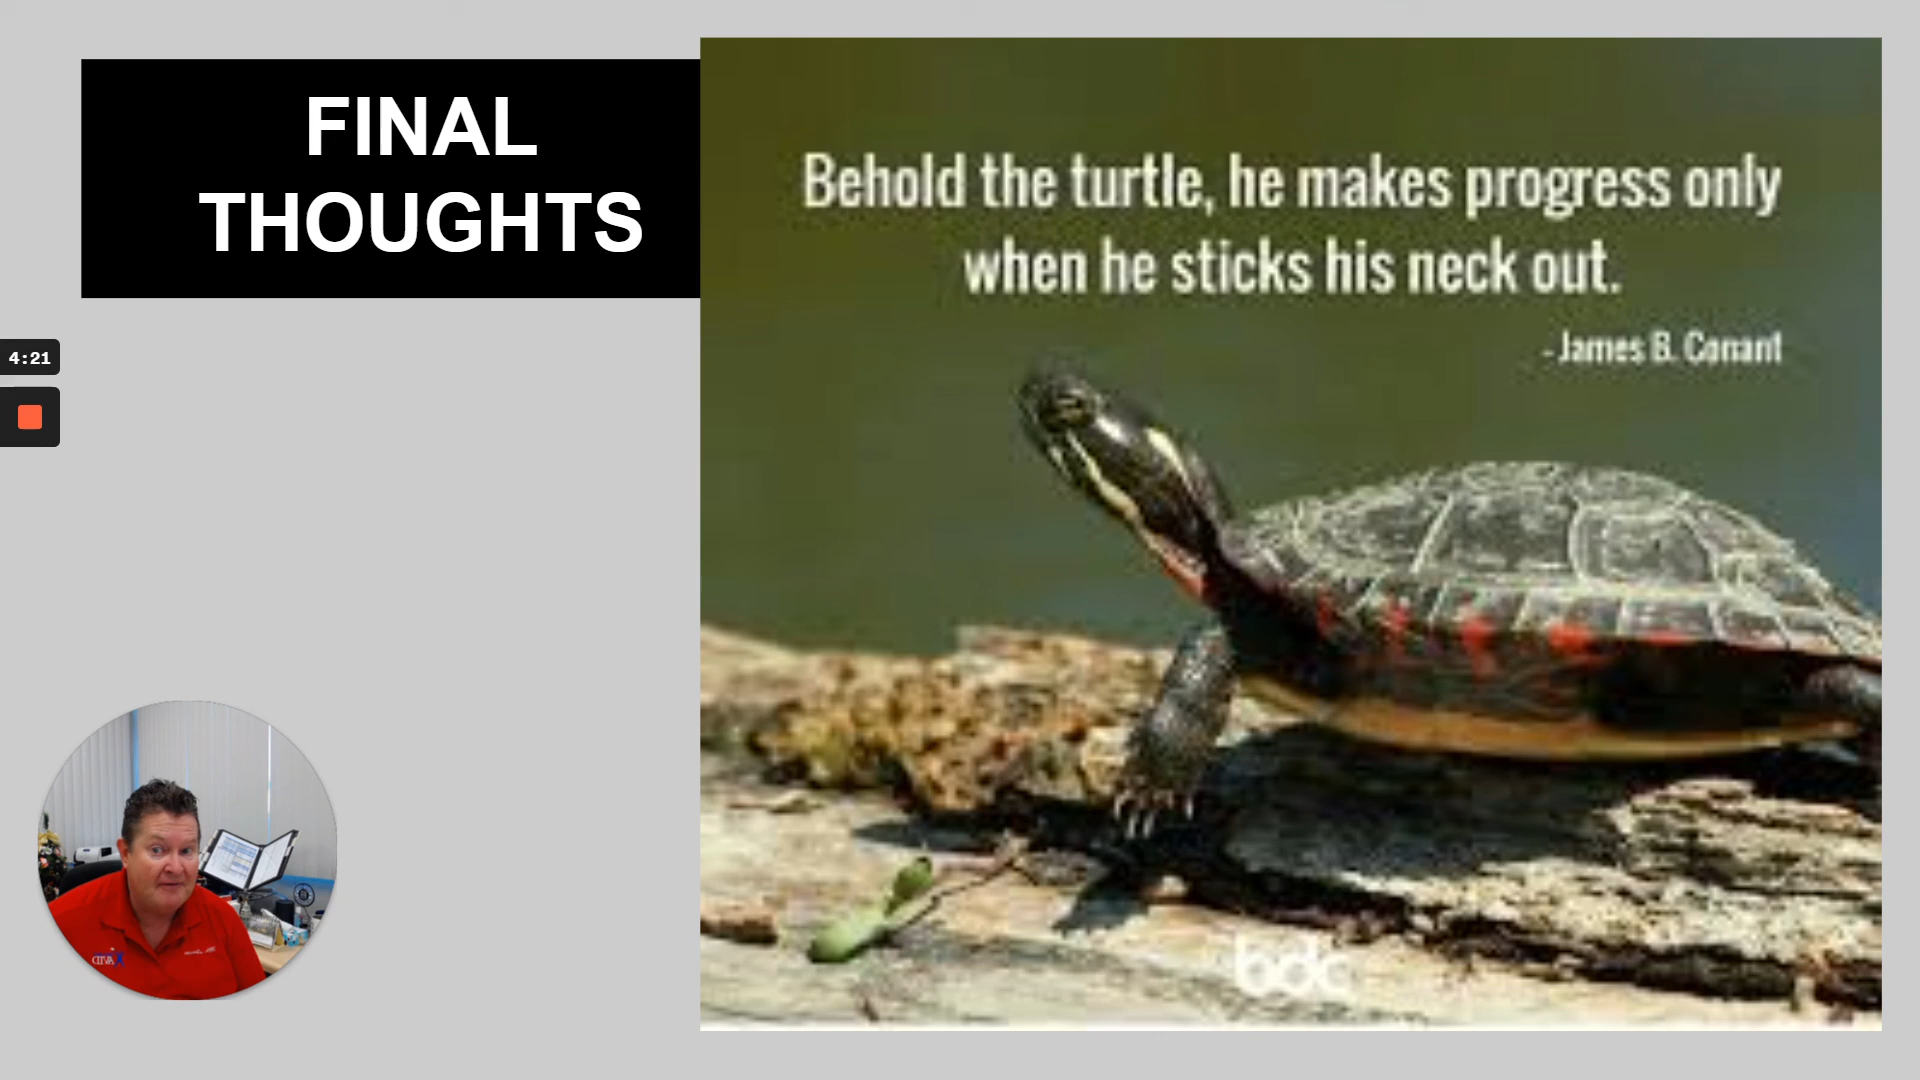 FINAL
THOUGHTS
Behold the turtle, he makes progress only
when he sticks his neck out.
-James B. Conant
4:21
bdc